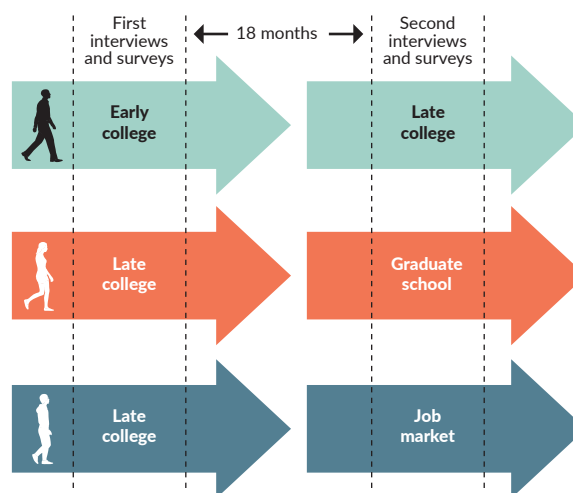 First
interviews
and surveys
18 months
Second
interviews
and surveys
Early
college
Late
college
Late
college
Graduate
school
Late
college
Job
market